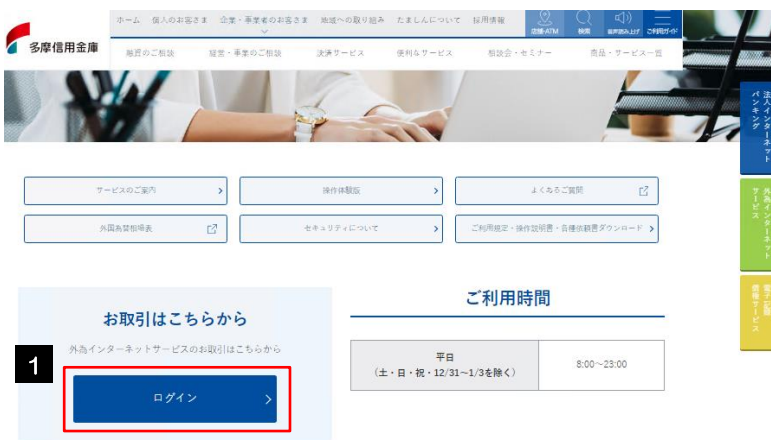 ホーム 個人のお客さま 企業・事業者のお客さま 地域への取り組み たましんについて 採用情報
店舗・ATM 検索 音声読み上げ ご利用ガイド
多摩信用金庫
融資のご相談 経営・事業のご相談 決済サービス 便利なサービス 相談会・セミナー 商品・サービス一覧
法人インターネット
バンキング
外為インターネット
サービス
電子記録
債権サービス
サービスのご案内 操作体験版 よくあるご質問
外国為替相場表 セキュリティについて ご利用規定・操作説明書・各種依頼書ダウンロード
お取引はこちらから
外為インターネットサービスのお取引はこちらから
1
ログイン
ご利用時間
平日
(土・日・祝・12/31~1/3を除く)
8:00~23:00